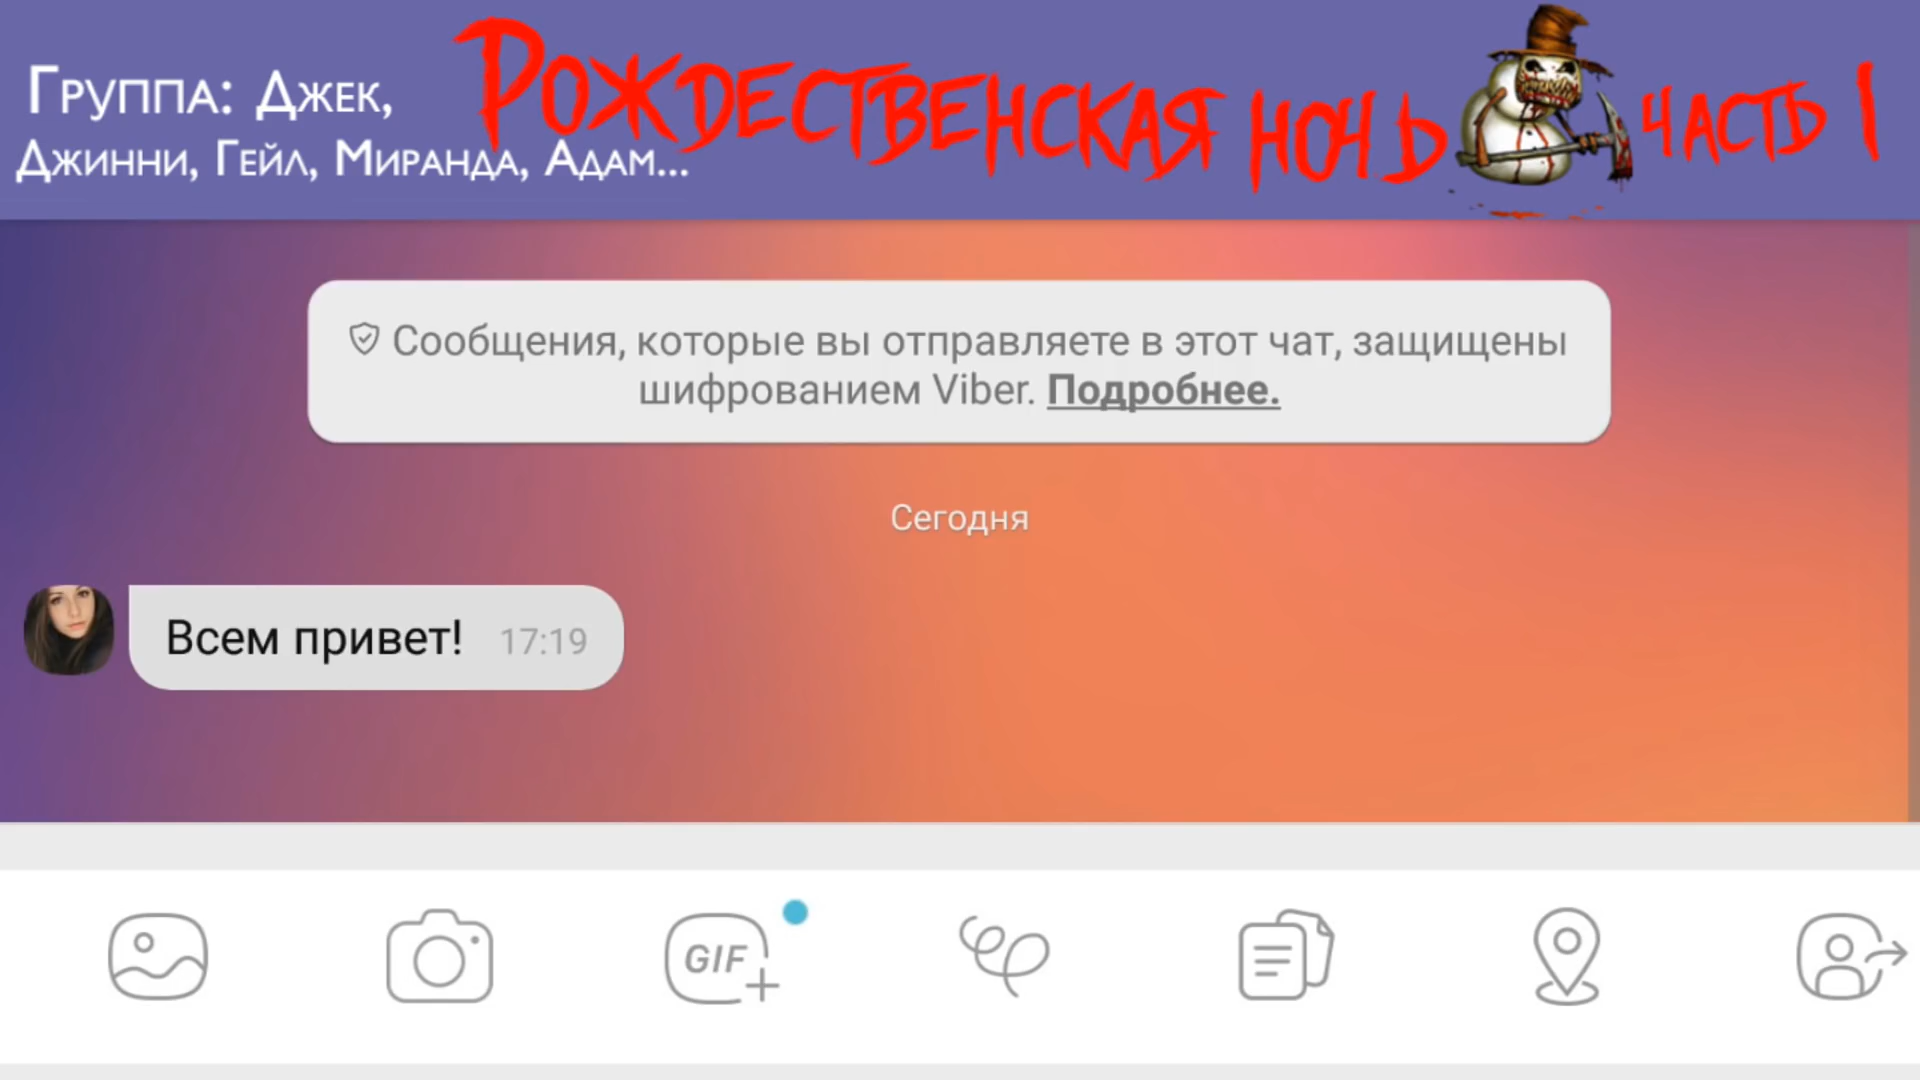 Рождественская ночь часть 1
Группа: Джек,
Джинни, Гейл, Миранда, Адам...
Сообщения, которые вы отправляете в этот чат, защищены
шифрованием Viber. Подробнее.
Сегодня
Всем привет! 17:19
GIF